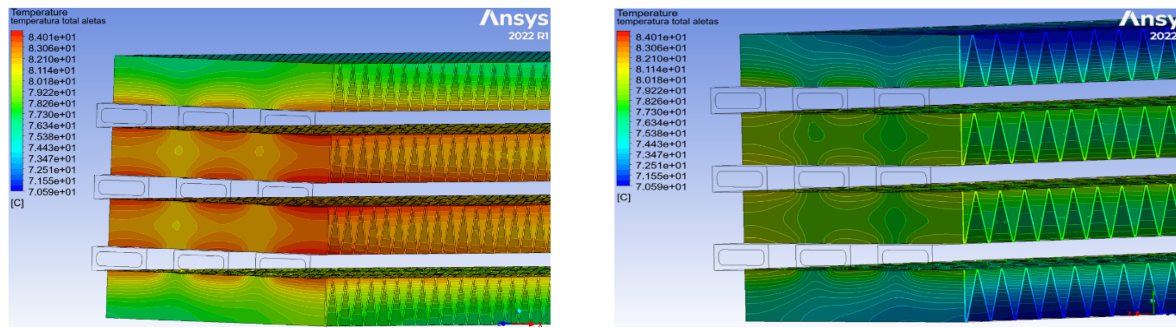 Temperature
temperatura total aletas
8.401e+01
8.306e+01
8.210e+01
8.114e+01
8.018e+01
7.922e+01
7.826e+01
7.730e+01
7.634e+01
7.538e+01
7.443e+01
7.347e+01
7.251e+01
7.155e+01
7.059e+01
[C]
Ansys
2022 R1
Temperature
temperatura total aletas
8.401e+01
8.306e+01
8.210e+01
8.114e+01
8.018e+01
7.922e+01
7.826e+01
7.730e+01
7.634e+01
7.538e+01
7.443e+01
7.347e+01
7.251e+01
7.155e+01
7.059e+01
[C]
Ansys
2022